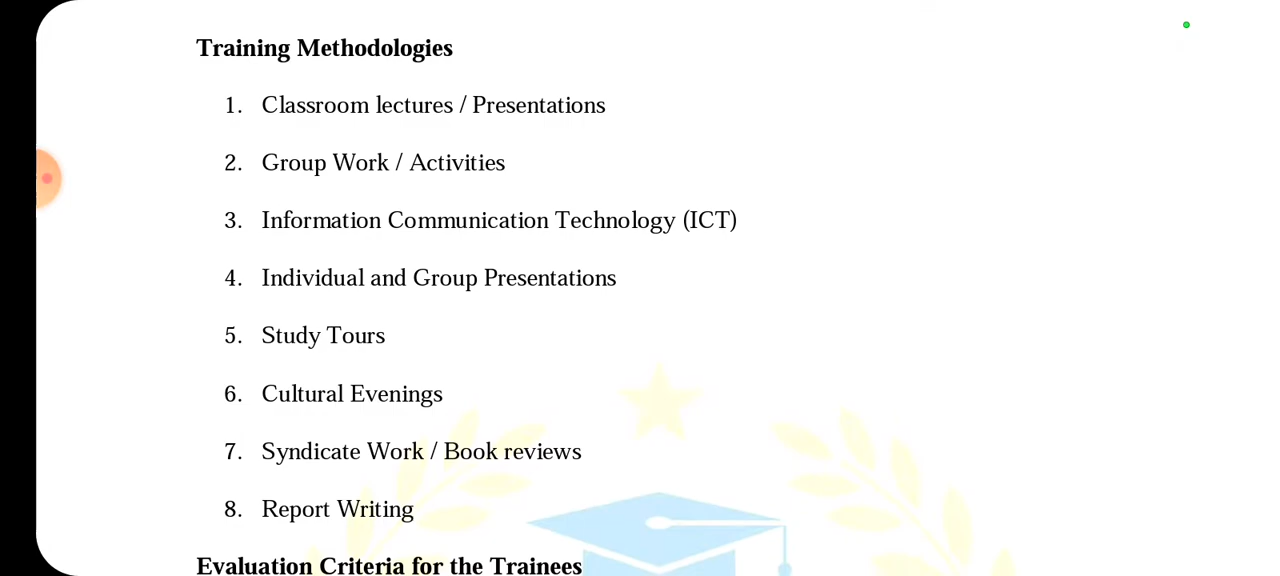 Training Methodologies
1. Classroom lectures / Presentations
2. Group Work / Activities
3. Information Communication Technology (ICT)
4. Individual and Group Presentations
5. Study Tours
6. Cultural Evenings
7. Syndicate Work / Book reviews
8. Report Writing
Evaluation Criteria for the Trainees